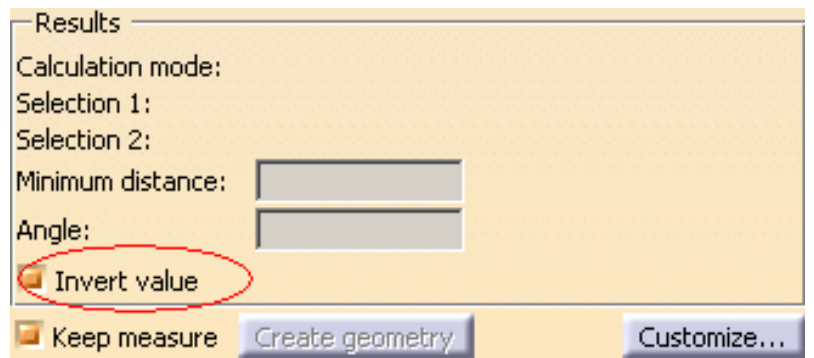 Results
Calculation mode:
Selection 1:
Selection 2:
Minimum distance:
Angle:
Invert value
Keep measure Create geometry Customize...